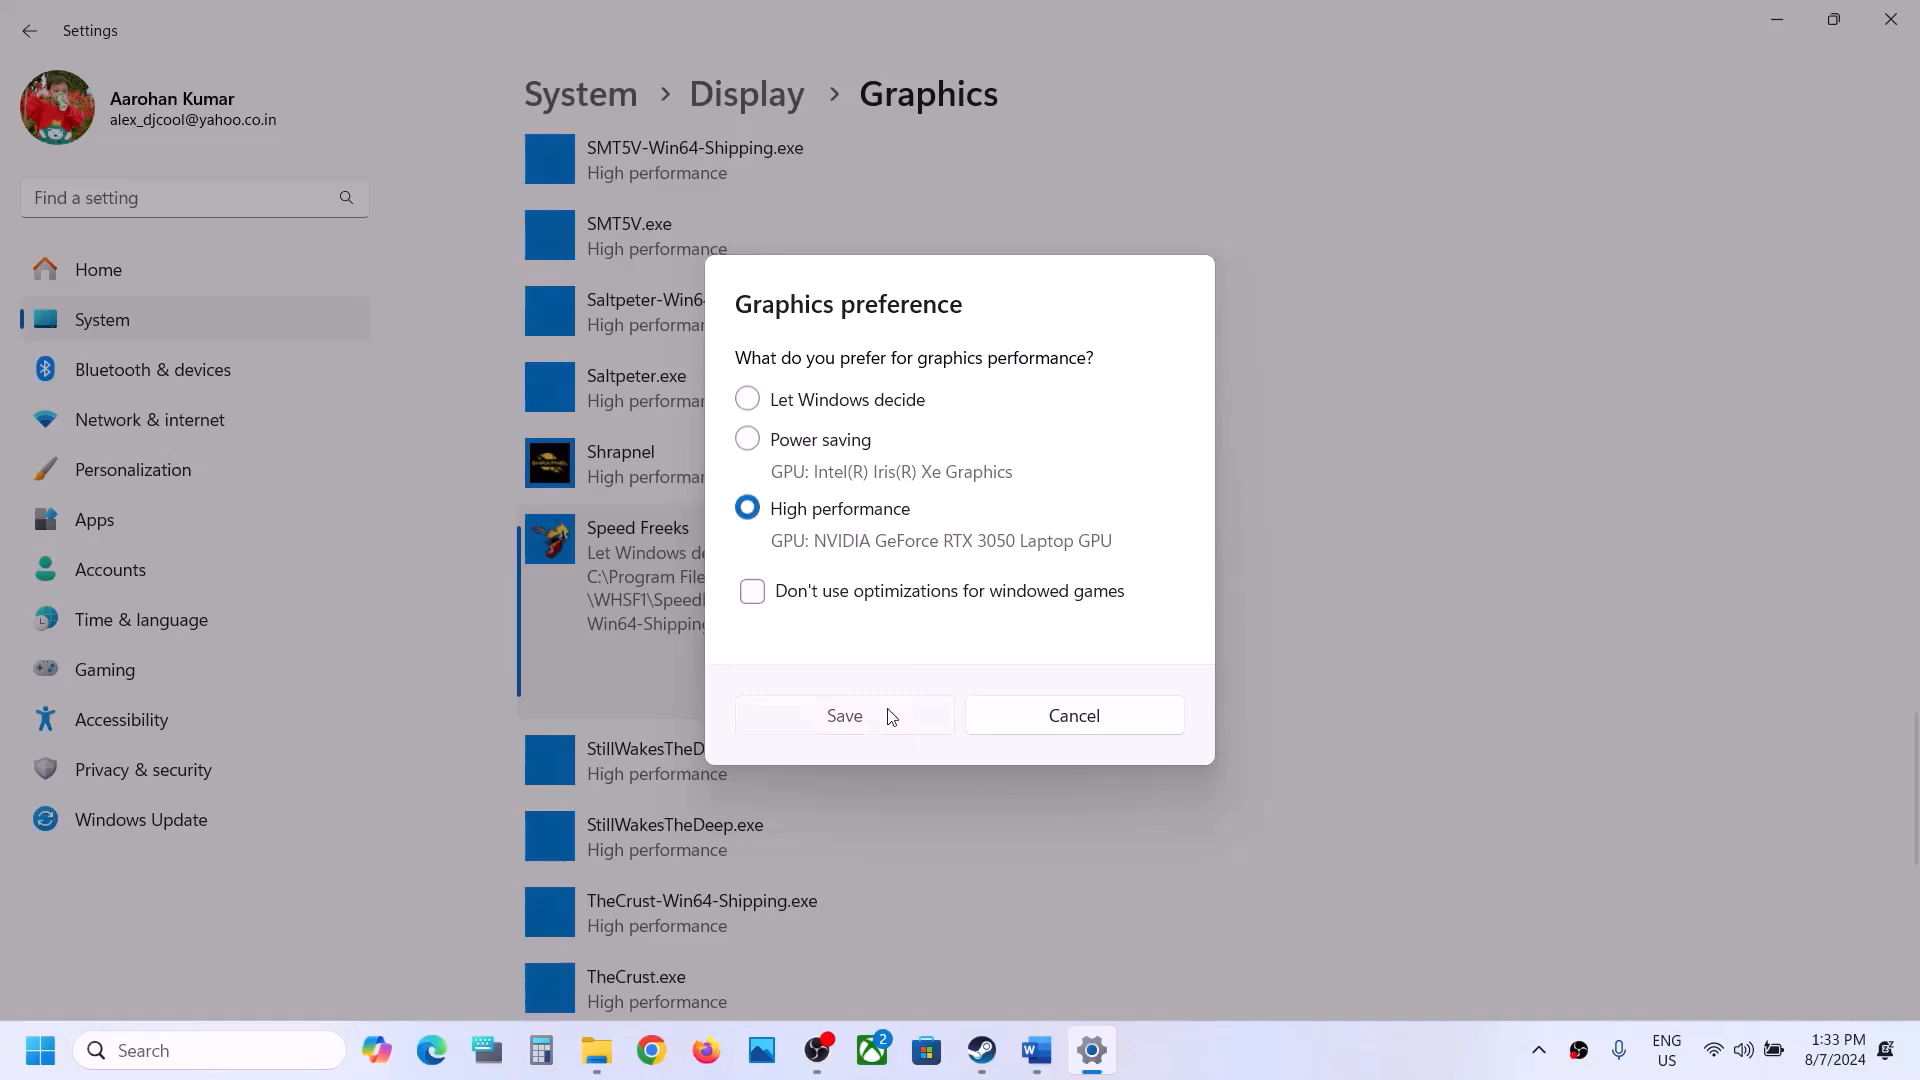 Settings
Aarohan Kumar
alex_djcool@yahoo.co.in
Find a setting
Home
System
Bluetooth & devices
Network & internet
Personalization
Apps
Accounts
Time & language
Gaming
Accessibility
Privacy & security
Windows Update
System > Display > Graphics
SMT5V-Win64-Shipping.exe
High performance
SMT5V.exe
High performance
Saltpeter-Win6
High performa
Saltpeter.exe
High performa
Shrapnel
High performa
Speed Freeks
Let Windows de
C:\Program File
\WHSF1\Speed
Win64-Shipping
StillWakesTheD
High performance
StillWakesTheDeep.exe
High performance
TheCrust-Win64-Shipping.exe
High performance
TheCrust.exe
High performance
Graphics preference
What do you prefer for graphics performance?
Let Windows decide
Power saving
GPU: Intel(R) Iris(R) Xe Graphics
High performance
GPU: NVIDIA GeForce RTX 3050 Laptop GPU
Don't use optimizations for windowed games
Save
Cancel
Search
2
ENG
US
1:33 PM
8/7/2024